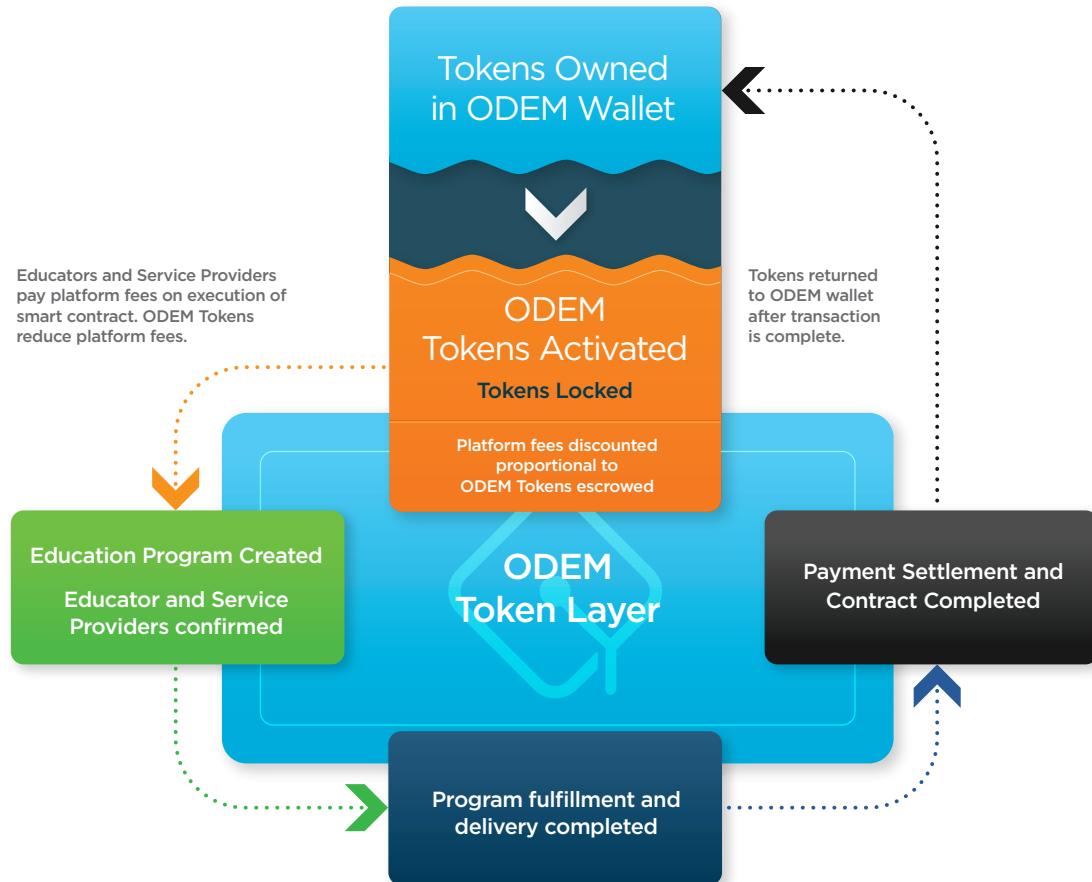 Tokens Owned
in ODEM Wallet
Educators and Service Providers
pay platform fees on execution of
smart contract. ODEM Tokens
reduce platform fees.
Tokens returned
to ODEM wallet
after transaction
is complete.
ODEM
Tokens Activated
Tokens Locked
Platform fees discounted
proportional to
ODEM Tokens escrowed
Education Program Created
Educator and Service
Providers confirmed
ODEM
Token Layer
Payment Settlement and
Contract Completed
Program fulfillment and
delivery completed